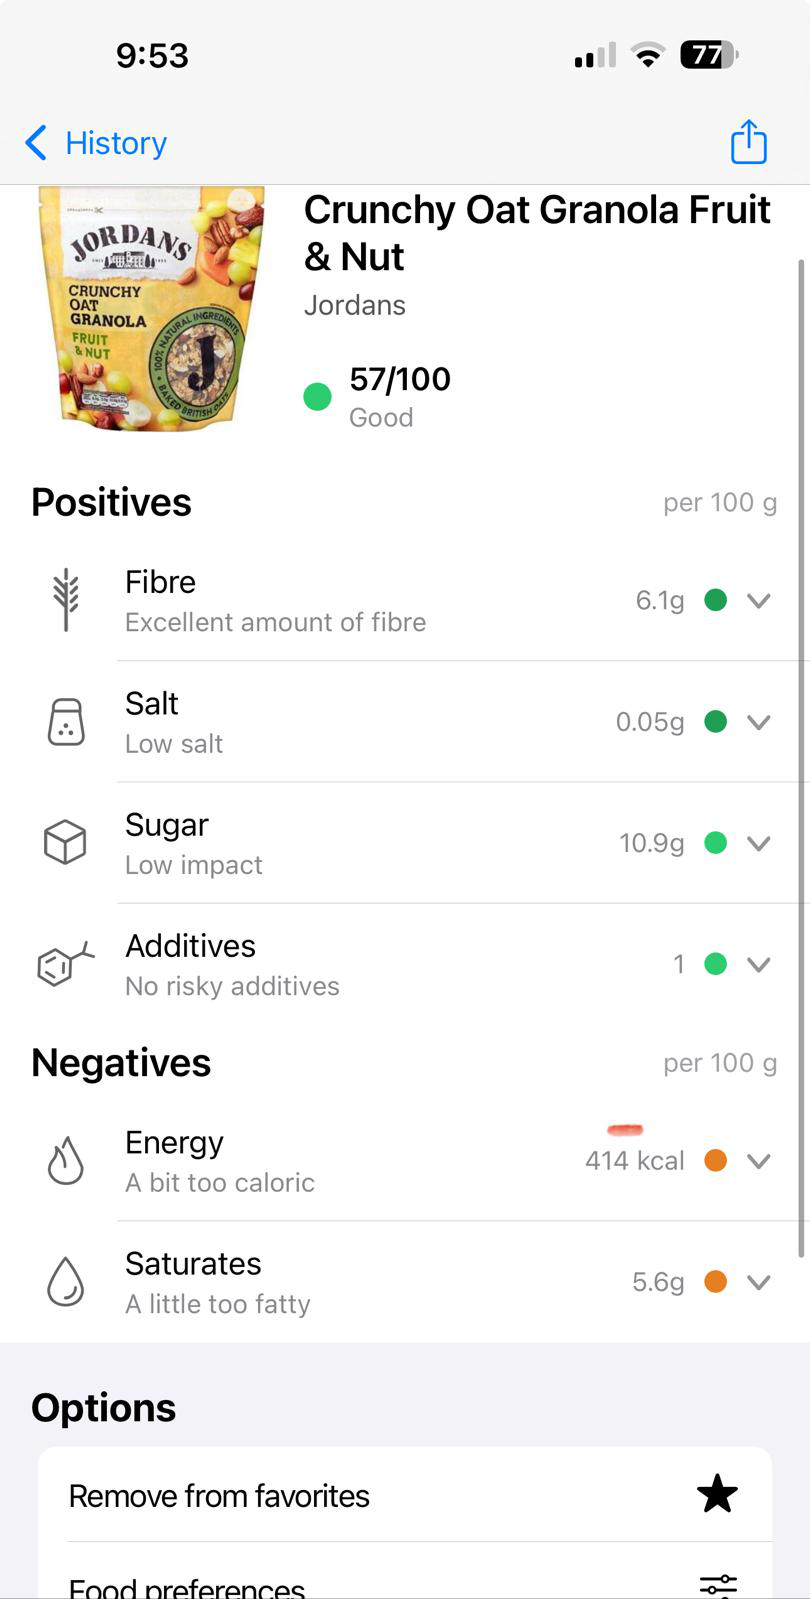 9:53
77
History
JORDANS
CRUNCHY
OAT
GRANOLA
FRUIT
& NUT
100% NATURAL INGREDIENTS
J
BAKED BRITISH OATS
Crunchy Oat Granola Fruit
& Nut
Jordans
57/100
Good
Positives per 100 g
Fibre
Excellent amount of fibre
6.1g
Salt
Low salt
0.05g
Sugar
Low impact
10.9g
Additives
No risky additives
1
Negatives per 100 g
Energy
A bit too caloric
414 kcal
Saturates
A little too fatty
5.6g
Options
Remove from favorites
Food preferences